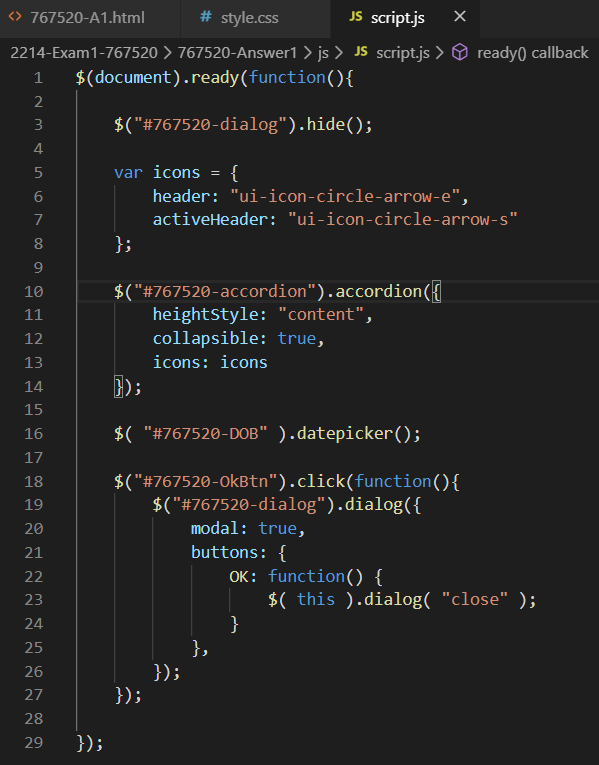 <> 767520-A1.html # style.css JS script.js ×
2214-Exam1-767520 > 767520-Answer1 > js > JS script.js > ready() callback
1 $(document).ready(function(){
2
3 $("#767520-dialog").hide();
4
5 var icons = {
6 header: "ui-icon-circle-arrow-e",
7 activeHeader: "ui-icon-circle-arrow-s"
8 };
9
10 $("#767520-accordion").accordion({
11 heightStyle: "content",
12 collapsible: true,
13 icons: icons
14 });
15
16 $( "#767520-DOB" ).datepicker();
17
18 $("#767520-OkBtn").click(function(){
19 $("#767520-dialog").dialog({
20 modal: true,
21 buttons: {
22 OK: function() {
23 $( this ).dialog( "close" );
24 }
25 },
26 });
27 });
28
29 });